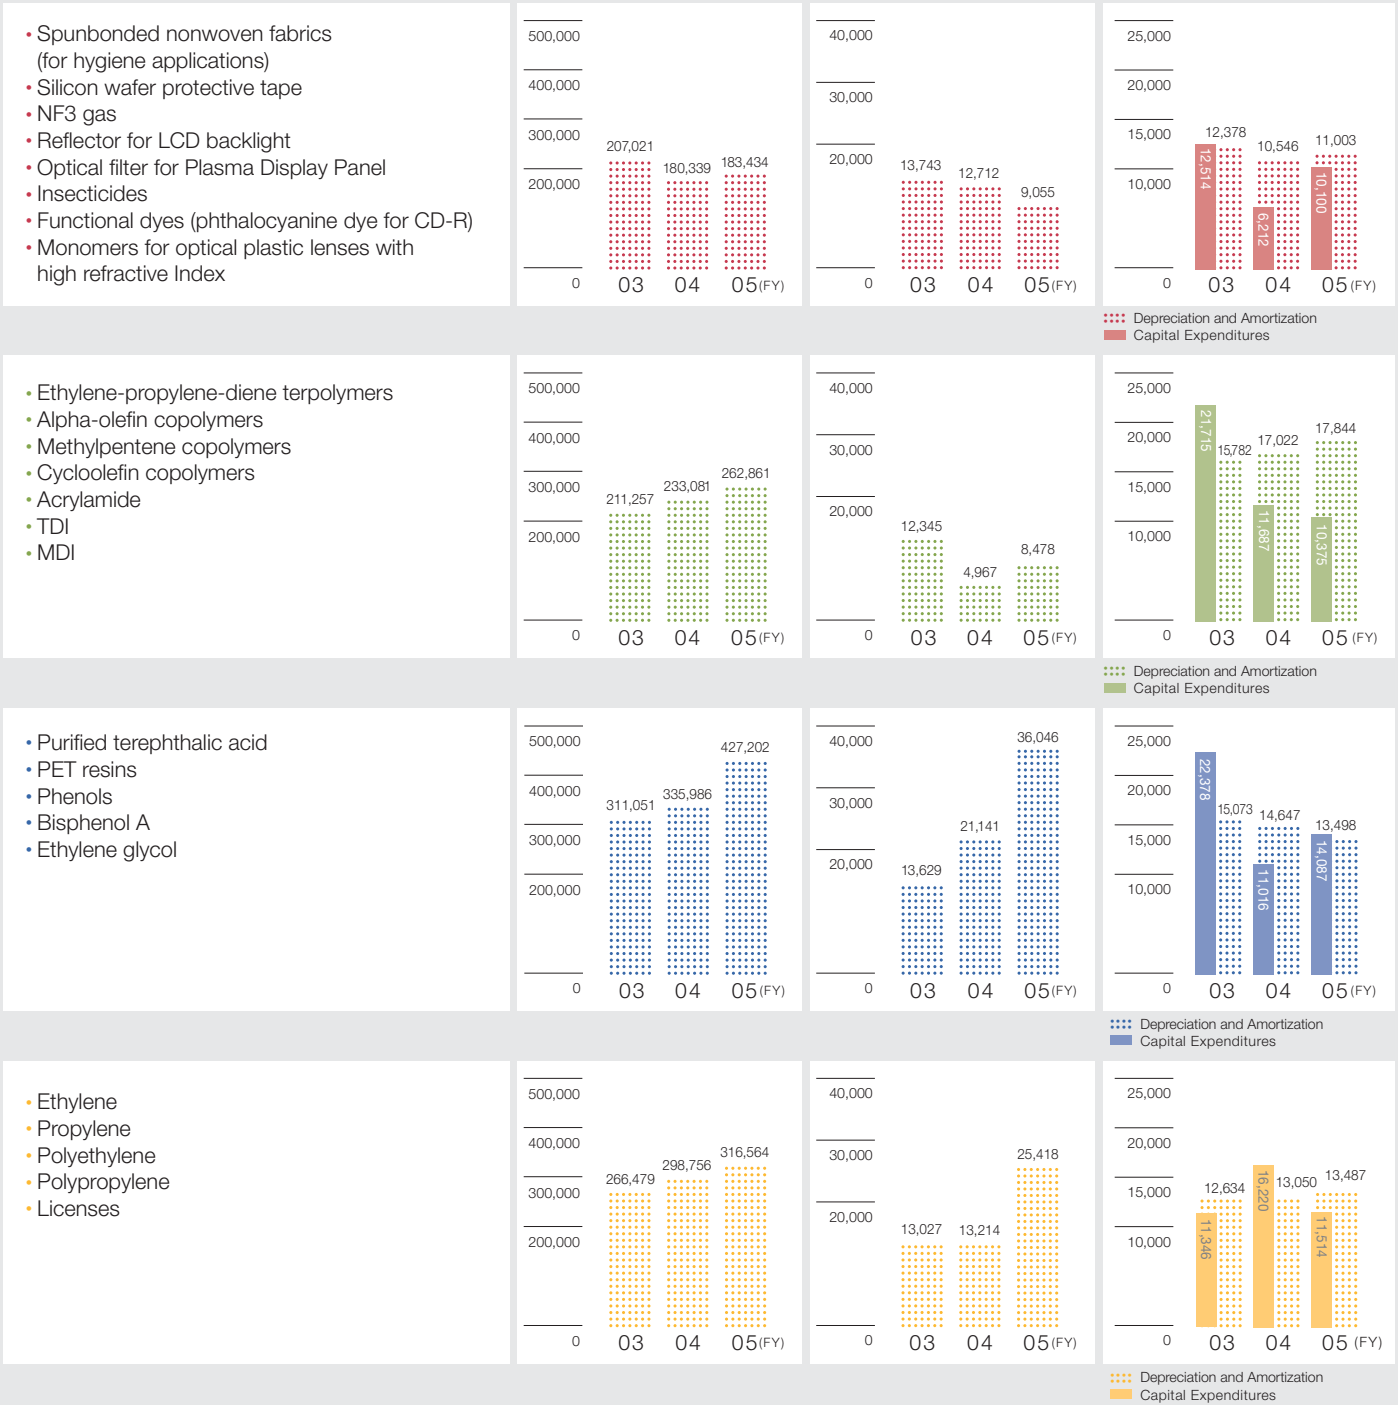 • Spunbonded nonwoven fabrics
(for hygiene applications)
• Silicon wafer protective tape
• NF3 gas
• Reflector for LCD backlight
• Optical filter for Plasma Display Panel
• Insecticides
• Functional dyes (phthalocyanine dye for CD-R)
• Monomers for optical plastic lenses with
high refractive Index
500,000
400,000
300,000
200,000
0
207,021
180,339
183,434
03 04 05 (FY)
40,000
30,000
20,000
0
13,743
12,712
9,055
03 04 05 (FY)
25,000
20,000
15,000
10,000
0
12,514
12,378
6,212
10,546
10,100
11,003
03 04 05 (FY)
Depreciation and Amortization
Capital Expenditures
• Ethylene-propylene-diene terpolymers
• Alpha-olefin copolymers
• Methylpentene copolymers
• Cycloolefin copolymers
• Acrylamide
• TDI
• MDI
500,000
400,000
300,000
200,000
0
211,257
233,081
262,861
03 04 05 (FY)
40,000
30,000
20,000
0
12,345
4,967
8,478
03 04 05 (FY)
25,000
20,000
15,000
10,000
0
21,715
15,782
11,687
17,022
10,375
17,844
03 04 05 (FY)
Depreciation and Amortization
Capital Expenditures
• Purified terephthalic acid
• PET resins
• Phenols
• Bisphenol A
• Ethylene glycol
500,000
400,000
300,000
200,000
0
311,051
335,986
427,202
03 04 05 (FY)
40,000
30,000
20,000
0
13,629
21,141
36,046
03 04 05 (FY)
25,000
20,000
15,000
10,000
0
22,378
15,073
11,016
14,647
14,087
13,498
03 04 05 (FY)
Depreciation and Amortization
Capital Expenditures
• Ethylene
• Propylene
• Polyethylene
• Polypropylene
• Licenses
500,000
400,000
300,000
200,000
0
266,479
298,756
316,564
03 04 05 (FY)
40,000
30,000
20,000
0
13,027
13,214
25,418
03 04 05 (FY)
25,000
20,000
15,000
10,000
0
11,346
12,634
16,220
13,050
11,514
13,487
03 04 05 (FY)
Depreciation and Amortization
Capital Expenditures